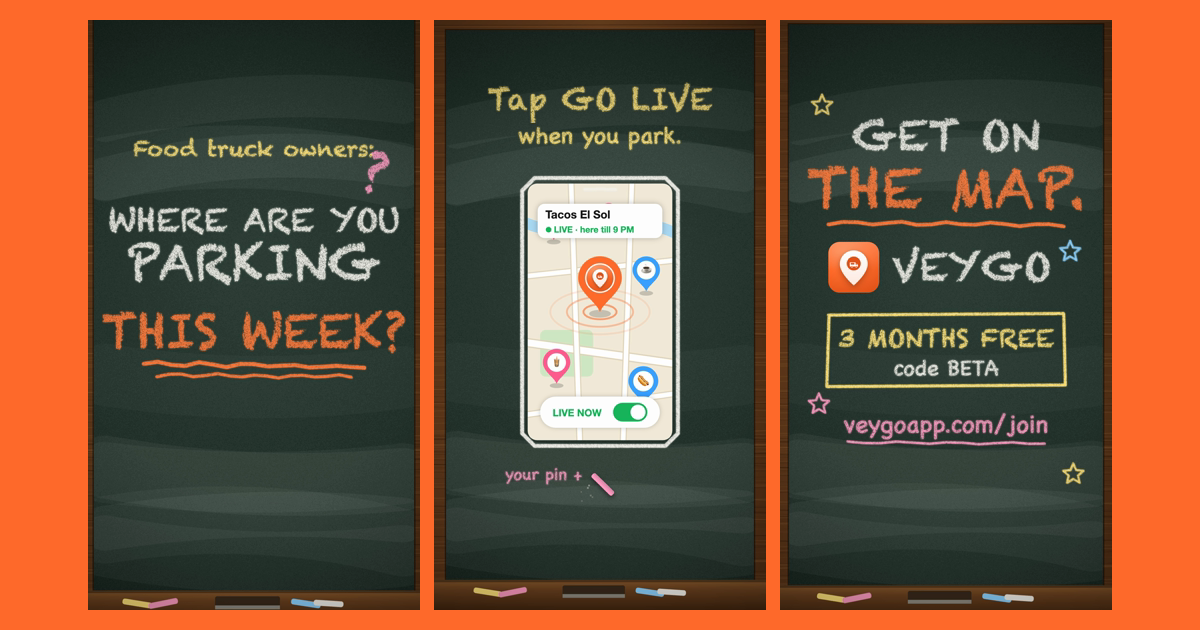 Food truck owners:
?
WHERE ARE YOU
PARKING
THIS WEEK?
Tap GO LIVE
when you park.
Tacos El Sol
LIVE · here till 9 PM
LIVE NOW
your pin +
GET ON
THE MAP.
VEYGO
3 MONTHS FREE
code BETA
veygoapp.com/join